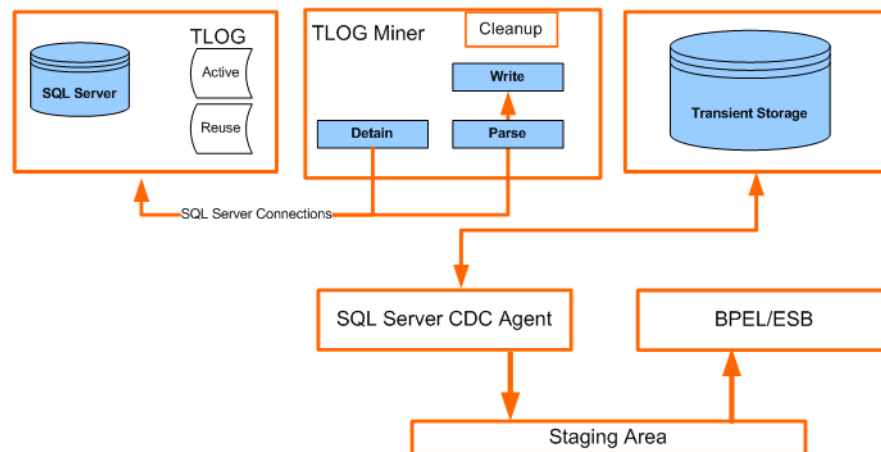 TLOG
SQL Server
Active
Reuse
TLOG Miner
Cleanup
Write
Detain
Parse
Transient Storage
SQL Server Connections
SQL Server CDC Agent
BPEL/ESB
Staging Area